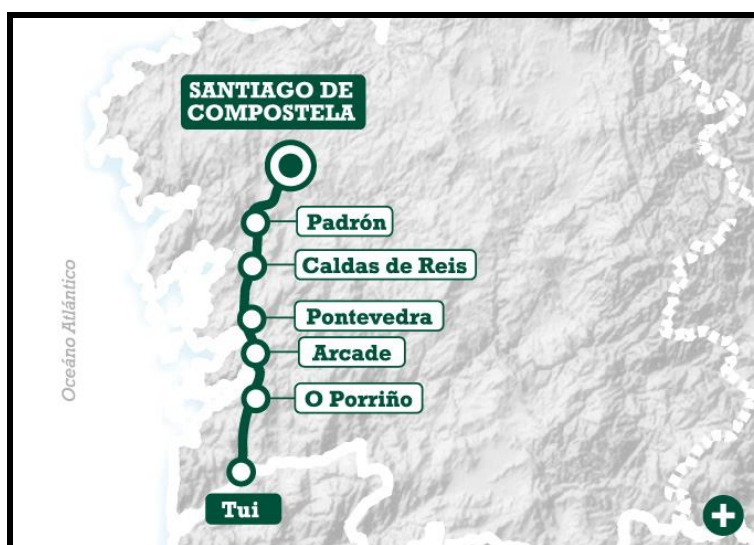 SANTIAGO DE
COMPOSTELA
Padrón
Caldas de Reis
Pontevedra
Arcade
O Porriño
Tui
Oceáno Atlántico